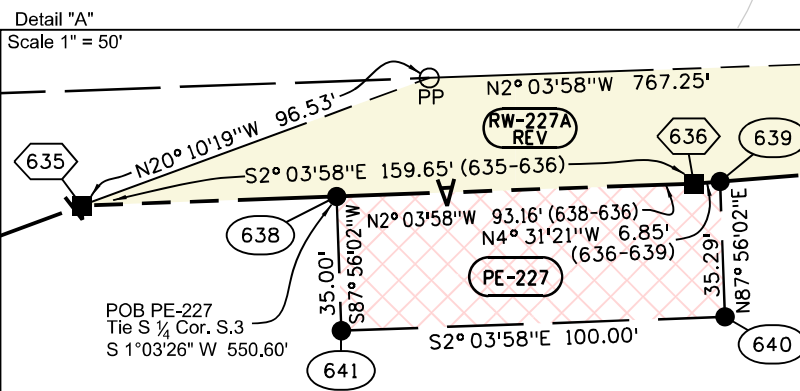 Detail "A"
Scale 1" = 50'
PP
N2° 03'58"W 767.25'
N20° 10'19"W 96.53'
RW-227A
REV
635
636
639
S2° 03'58"E 159.65' (635-636)
638
N2° 03'58"W 93.16' (638-636)
N4° 31'21"W 6.85'
(636-639)
35.00'
S87° 56'02"W
PE-227
35.29'
N87° 56'02"E
POB PE-227
Tie S ¼ Cor. S.3
S 1°03'26" W 550.60'
S2° 03'58"E 100.00'
641
640